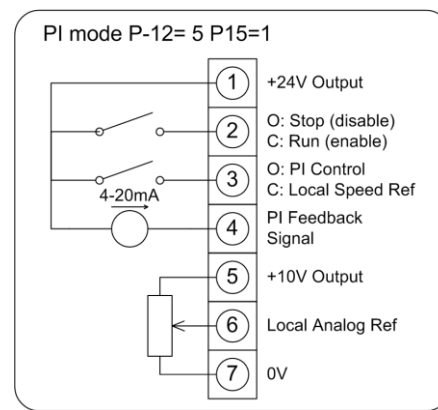 PI mode P-12= 5 P15=1
1 +24V Output
2 O: Stop (disable)
C: Run (enable)
3 O: PI Control
C: Local Speed Ref
4-20mA
4 PI Feedback
Signal
5 +10V Output
6 Local Analog Ref
7 0V